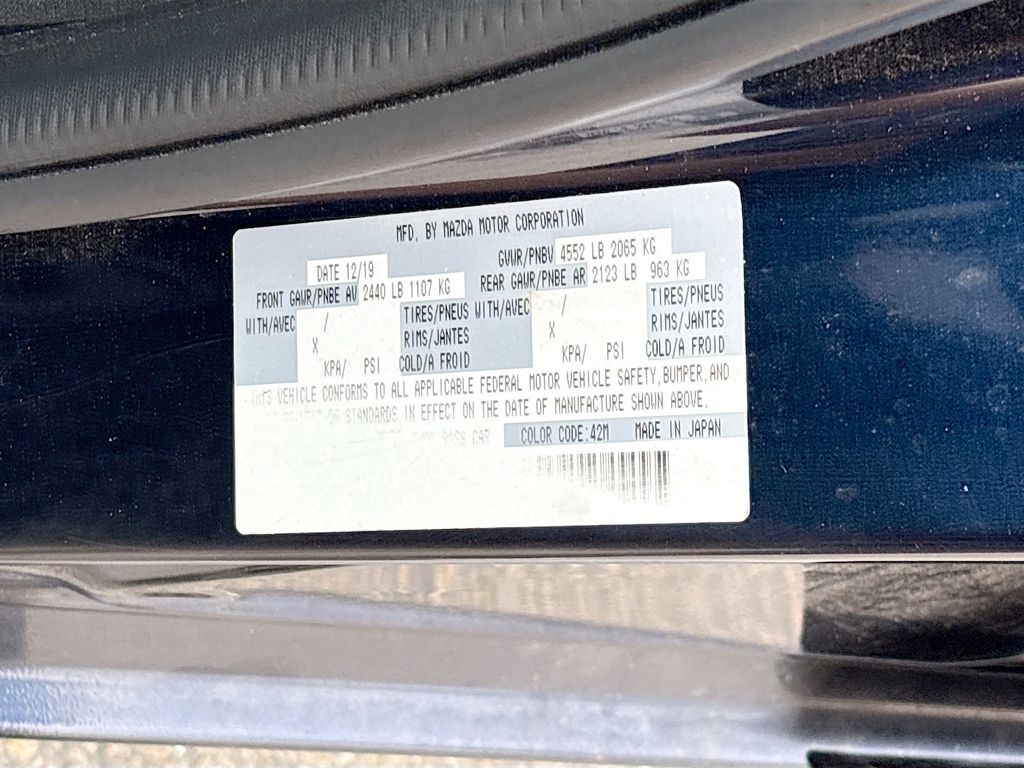 MFD. BY MAZDA MOTOR CORPORATION
DATE 12/19 GVWR/PNBV 4552 LB 2065 KG
FRONT GAWR/PNBE AV 2440 LB 1107 KG REAR GAWR/PNBE AR 2123 LB 963 KG
WITH/AVEC / TIRES/PNEUS WITH/AVEC / TIRES/PNEUS
X RIMS/JANTES X RIMS/JANTES
KPA/ PSI COLD/A FROID KPA/ PSI COLD/A FROID
VEHICLE CONFORMS TO ALL APPLICABLE FEDERAL MOTOR VEHICLE SAFETY, BUMPER, AND
STANDARDS IN EFFECT ON THE DATE OF MANUFACTURE SHOWN ABOVE.
CAR COLOR CODE:42M MADE IN JAPAN